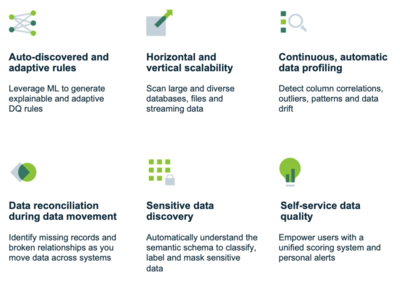 Auto-discovered and
adaptive rules
Leverage ML to generate
explainable and adaptive
DQ rules
Horizontal and
vertical scalability
Scan large and diverse
databases, files and
streaming data
Continuous, automatic
data profiling
Detect column correlations,
outliers, patterns and data
drift
Data reconciliation
during data movement
Identify missing records and
broken relationships as you
move data across systems
Sensitive data
discovery
Automatically understand the
semantic schema to classify,
label and mask sensitive
data
Self-service data
quality
Empower users with a
unified scoring system and
personal alerts